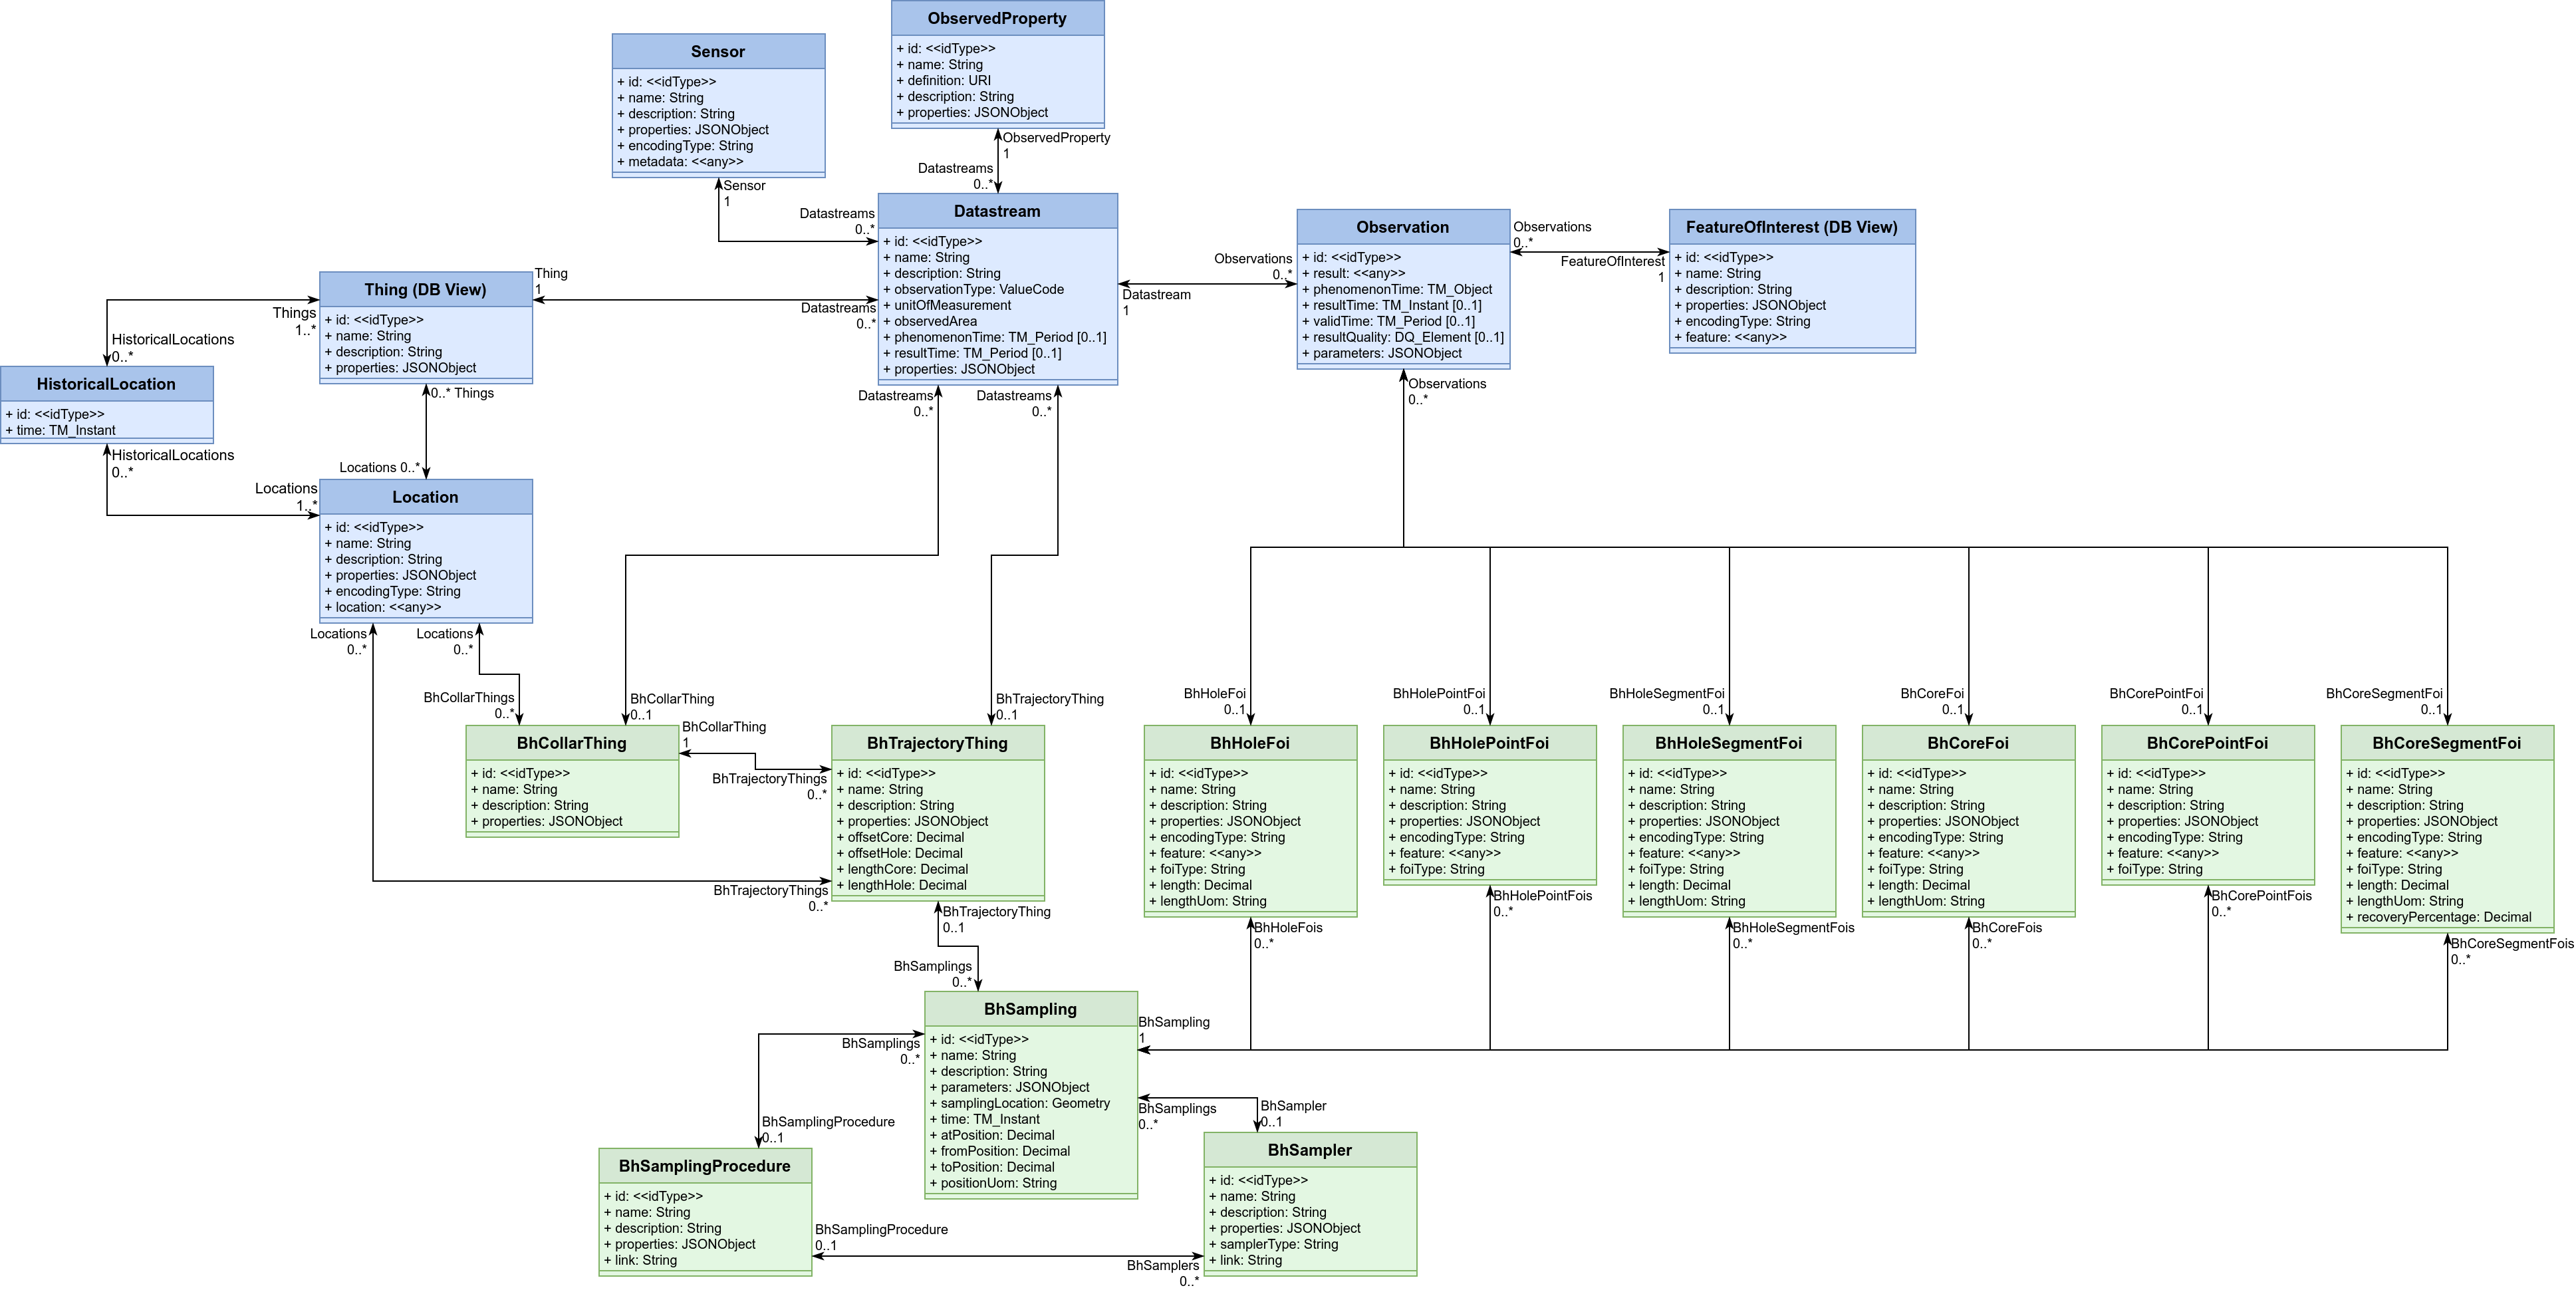 ObservedProperty
+ id: <<idType>>
+ name: String
+ definition: URI
+ description: String
+ properties: JSONObject
Sensor
+ id: <<idType>>
+ name: String
+ description: String
+ properties: JSONObject
+ encodingType: String
+ metadata: <<any>>
ObservedProperty
1
Datastreams
0..*
Sensor
1
Datastreams
0..*
Datastream
+ id: <<idType>>
+ name: String
+ description: String
+ observationType: ValueCode
+ unitOfMeasurement
+ observedArea
+ phenomenonTime: TM_Period [0..1]
+ resultTime: TM_Period [0..1]
+ properties: JSONObject
Observations
0..*
Datastream
1
Observation
+ id: <<idType>>
+ result: <<any>>
+ phenomenonTime: TM_Object
+ resultTime: TM_Instant [0..1]
+ validTime: TM_Period [0..1]
+ resultQuality: DQ_Element [0..1]
+ parameters: JSONObject
Observations
0..*
FeatureOfInterest
1
FeatureOfInterest (DB View)
+ id: <<idType>>
+ name: String
+ description: String
+ properties: JSONObject
+ encodingType: String
+ feature: <<any>>
Thing
1
Datastreams
0..*
Thing (DB View)
+ id: <<idType>>
+ name: String
+ description: String
+ properties: JSONObject
Things
1..*
HistoricalLocations
0..*
HistoricalLocation
+ id: <<idType>>
+ time: TM_Instant
HistoricalLocations
0..*
0..* Things
Locations 0..*
Locations
1..*
Location
+ id: <<idType>>
+ name: String
+ description: String
+ properties: JSONObject
+ encodingType: String
+ location: <<any>>
Datastreams
0..*
Datastreams
0..*
Observations
0..*
Locations
0..*
Locations
0..*
BhCollarThings
0..*
BhCollarThing
0..1
BhCollarThing
1
BhTrajectoryThings
0..*
BhTrajectoryThing
0..1
BhHoleFoi
0..1
BhHolePointFoi
0..1
BhHoleSegmentFoi
0..1
BhCoreFoi
0..1
BhCorePointFoi
0..1
BhCoreSegmentFoi
0..1
BhCollarThing
+ id: <<idType>>
+ name: String
+ description: String
+ properties: JSONObject
BhTrajectoryThing
+ id: <<idType>>
+ name: String
+ description: String
+ properties: JSONObject
+ offsetCore: Decimal
+ offsetHole: Decimal
+ lengthCore: Decimal
+ lengthHole: Decimal
BhTrajectoryThings
0..*
BhHoleFoi
+ id: <<idType>>
+ name: String
+ description: String
+ properties: JSONObject
+ encodingType: String
+ feature: <<any>>
+ foiType: String
+ length: Decimal
+ lengthUom: String
BhHolePointFoi
+ id: <<idType>>
+ name: String
+ description: String
+ properties: JSONObject
+ encodingType: String
+ feature: <<any>>
+ foiType: String
BhHoleSegmentFoi
+ id: <<idType>>
+ name: String
+ description: String
+ properties: JSONObject
+ encodingType: String
+ feature: <<any>>
+ foiType: String
+ length: Decimal
+ lengthUom: String
BhCoreFoi
+ id: <<idType>>
+ name: String
+ description: String
+ properties: JSONObject
+ encodingType: String
+ feature: <<any>>
+ foiType: String
+ length: Decimal
+ lengthUom: String
BhCorePointFoi
+ id: <<idType>>
+ name: String
+ description: String
+ properties: JSONObject
+ encodingType: String
+ feature: <<any>>
+ foiType: String
BhCoreSegmentFoi
+ id: <<idType>>
+ name: String
+ description: String
+ properties: JSONObject
+ encodingType: String
+ feature: <<any>>
+ foiType: String
+ length: Decimal
+ lengthUom: String
+ recoveryPercentage: Decimal
BhTrajectoryThing
0..1
BhSamplings
0..*
BhHoleFois
0..*
BhHolePointFois
0..*
BhHoleSegmentFois
0..*
BhCoreFois
0..*
BhCorePointFois
0..*
BhCoreSegmentFois
0..*
BhSampling
+ id: <<idType>>
+ name: String
+ description: String
+ parameters: JSONObject
+ samplingLocation: Geometry
+ time: TM_Instant
+ atPosition: Decimal
+ fromPosition: Decimal
+ toPosition: Decimal
+ positionUom: String
BhSampling
1
BhSamplings
0..*
BhSamplingProcedure
0..1
BhSamplings
0..*
BhSampler
0..1
BhSamplingProcedure
+ id: <<idType>>
+ name: String
+ description: String
+ properties: JSONObject
+ link: String
BhSampler
+ id: <<idType>>
+ name: String
+ description: String
+ properties: JSONObject
+ samplerType: String
+ link: String
BhSamplingProcedure
0..1
BhSamplers
0..*